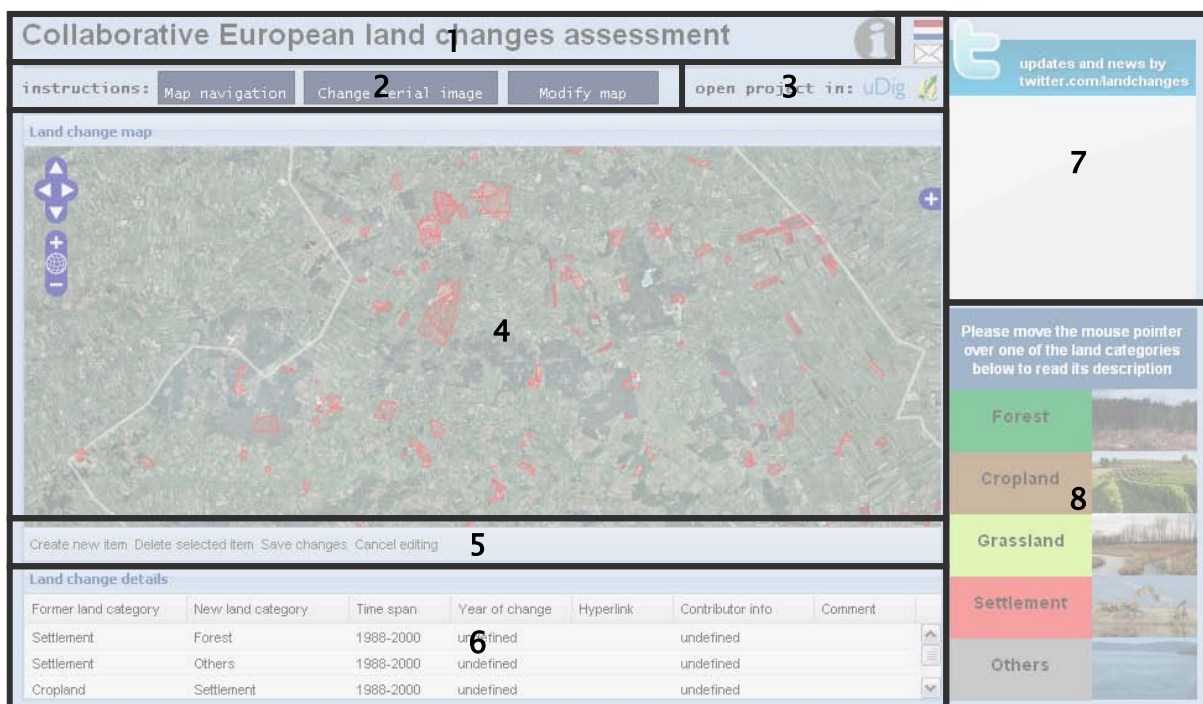 Collaborative European land changes assessment
1
i
instructions:
Map navigation
Change aerial image
Modify map
2
open project in: uDig
3
Land change map
4
Create new item Delete selected item Save changes Cancel editing
5
Land change details
Former land category New land category Time span Year of change Hyperlink Contributor info Comment
Settlement Forest 1988-2000 undefined undefined
6
Settlement Others 1988-2000 undefined undefined
Cropland Settlement 1988-2000 undefined undefined
t
updates and news by
twitter.com/landchanges
7
Please move the mouse pointer
over one of the land categories
below to read its description
Forest
Cropland
8
Grassland
Settlement
Others